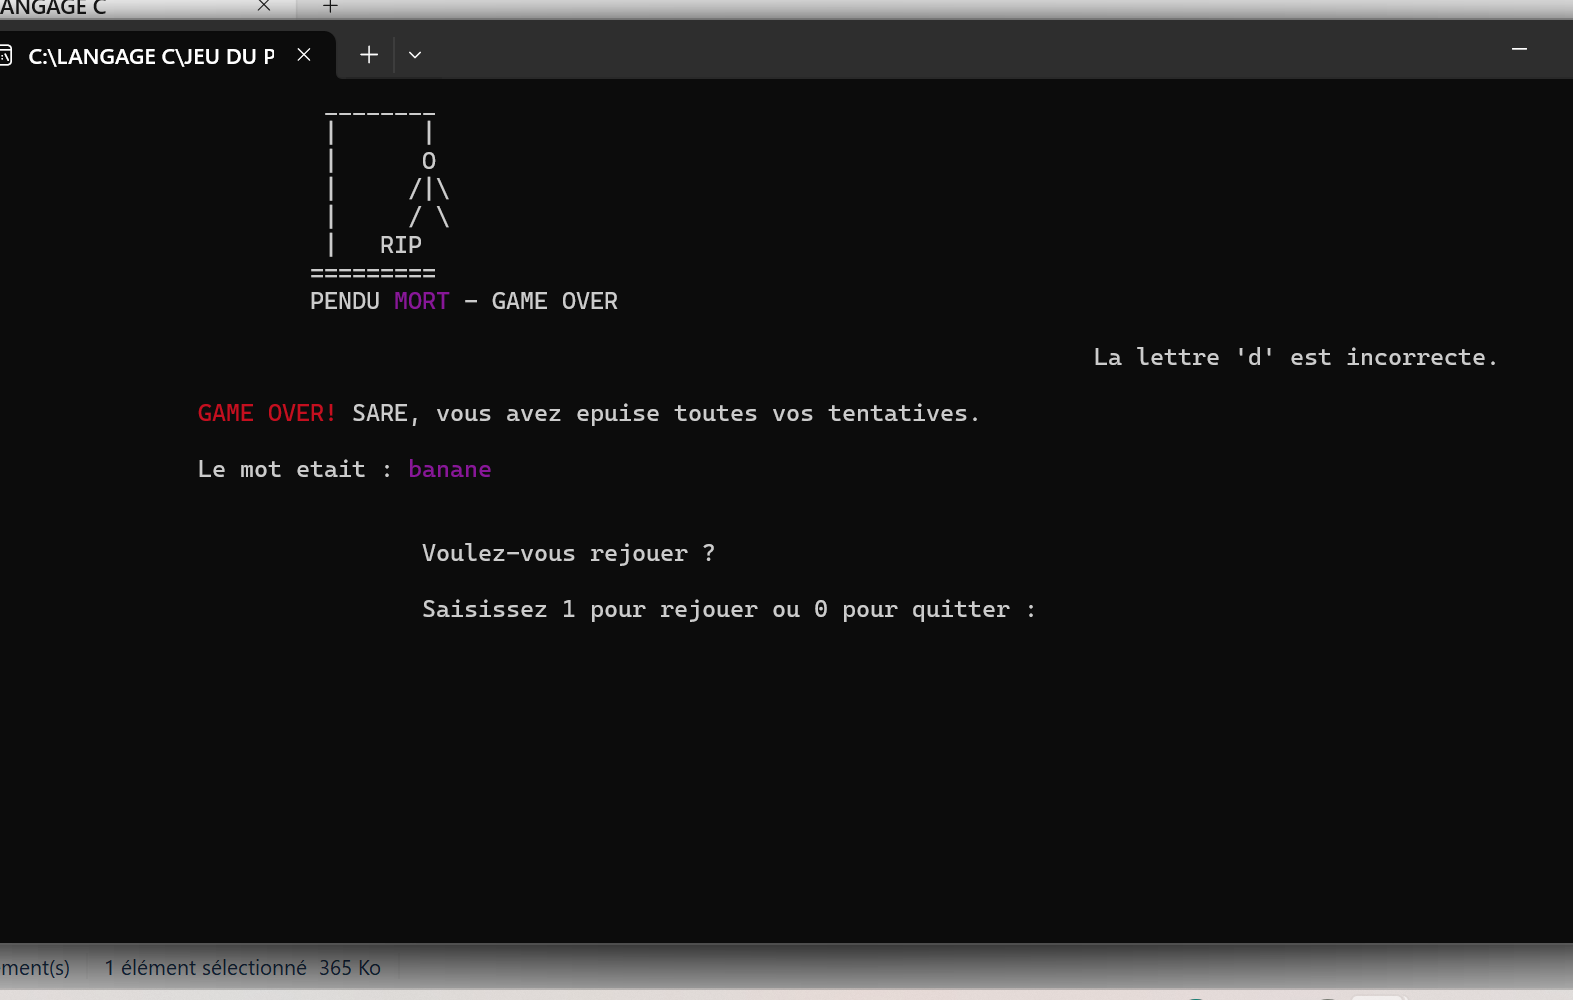 ANGAGE C
C:\LANGAGE C\JEU DU P
--------
|      |
|      O
|     /|\
|     / \
|   RIP
=========
PENDU MORT - GAME OVER
La lettre 'd' est incorrecte.
GAME OVER! SARE, vous avez epuise toutes vos tentatives.
Le mot etait : banane
Voulez-vous rejouer ?
Saisissez 1 pour rejouer ou 0 pour quitter :
ment(s) 1 élément sélectionné 365 Ko